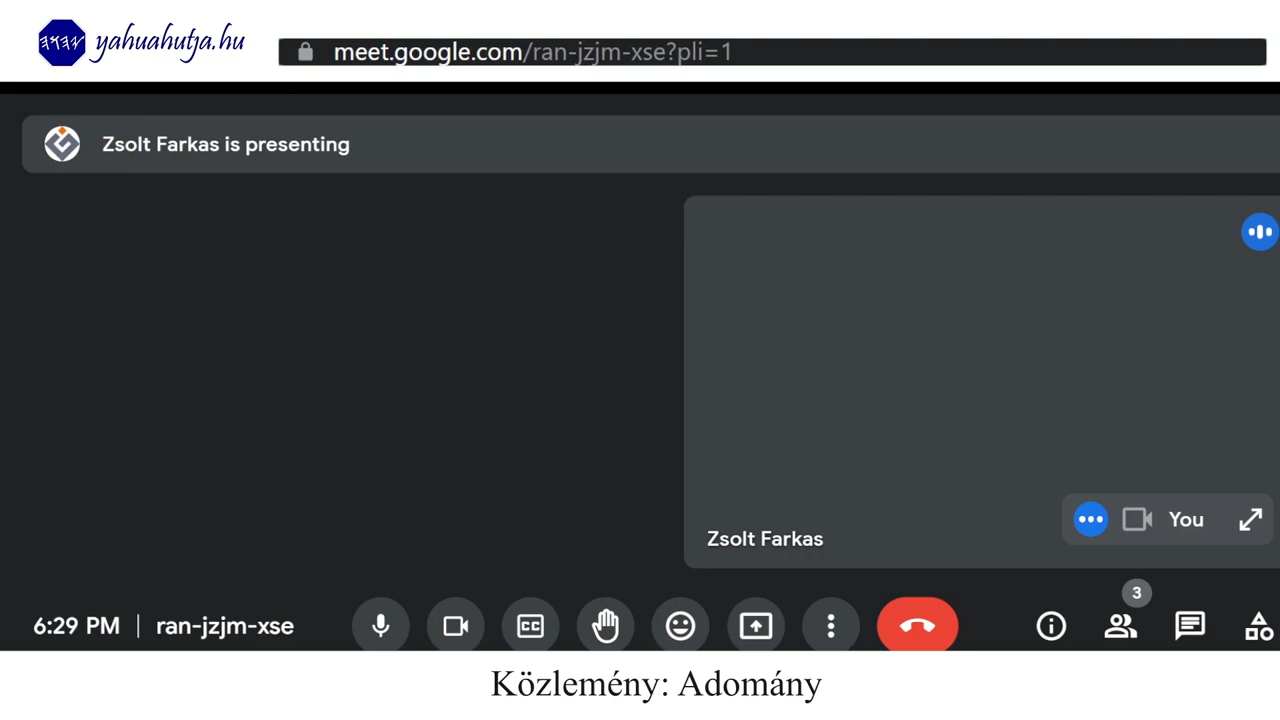 yahuahutja.hu
meet.google.com/ran-jzjm-xse?pli=1
Zsolt Farkas is presenting
You
Zsolt Farkas
3
6:29 PM | ran-jzjm-xse
CC
Közlemény: Adomány